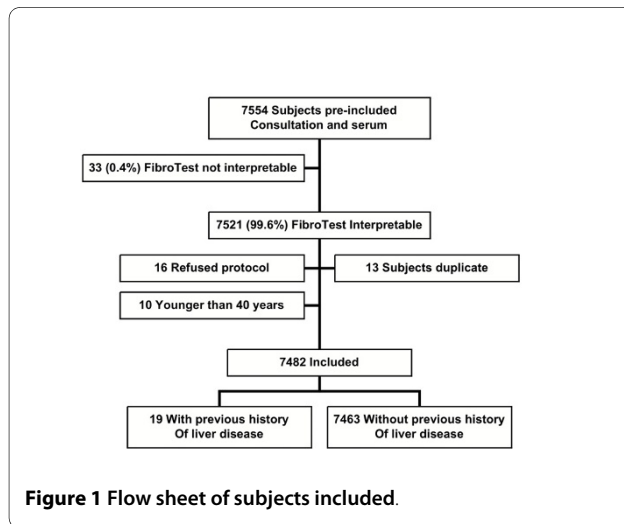 7554 Subjects pre-included
Consultation and serum
33 (0.4%) FibroTest not interpretable
7521 (99.6%) FibroTest Interpretable
16 Refused protocol
13 Subjects duplicate
10 Younger than 40 years
7482 Included
19 With previous history
Of liver disease
7463 Without previous history
Of liver disease
Figure 1 Flow sheet of subjects included.